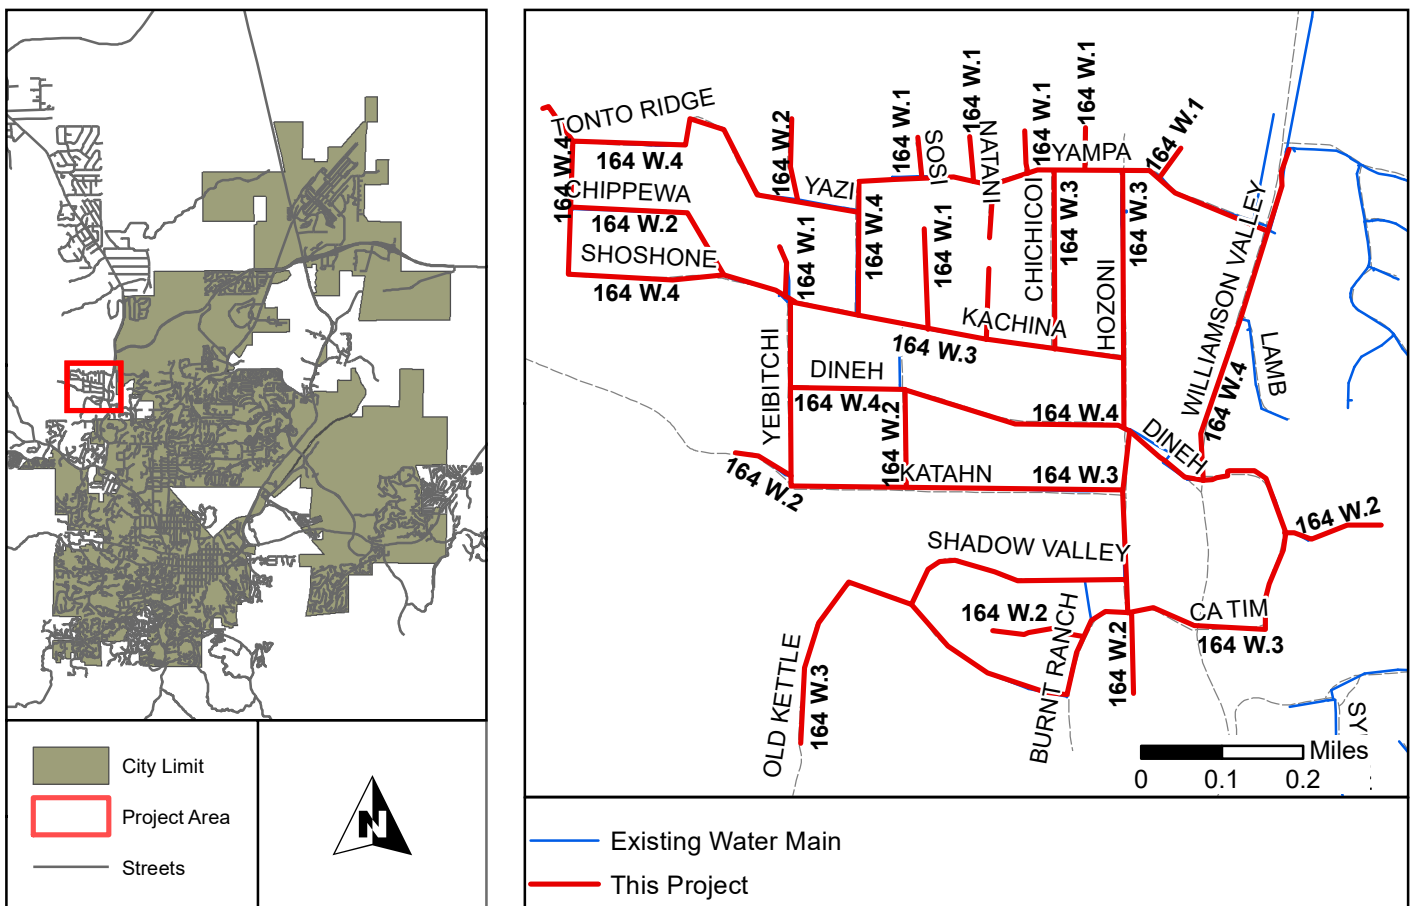 City Limit
Project Area
Streets
N
TONTO RIDGE
164 W.4
164 W.4
CHIPPEWA
164 W.2
SHOSHONE
164 W.4
164 W.2
YAZI
164 W.1
164 W.4
164 W.1
SOSI
164 W.1
164 W.1
NATANI
164 W.1
CHICHICOI
164 W.1
YAMPA
164 W.3
164 W.3
HOZONI
164 W.1
WILLIAMSON VALLEY
164 W.4
LAMB
KACHINA
164 W.3
YEIBITCHI
DINEH
164 W.4
164 W.2
164 W.4
DINEH
KATAHN
164 W.3
164 W.2
164 W.2
SHADOW VALLEY
164 W.2
BURNT RANCH
164 W.2
CA TIM
164 W.3
OLD KETTLE
164 W.3
SY
Miles
0 0.1 0.2
Existing Water Main
This Project